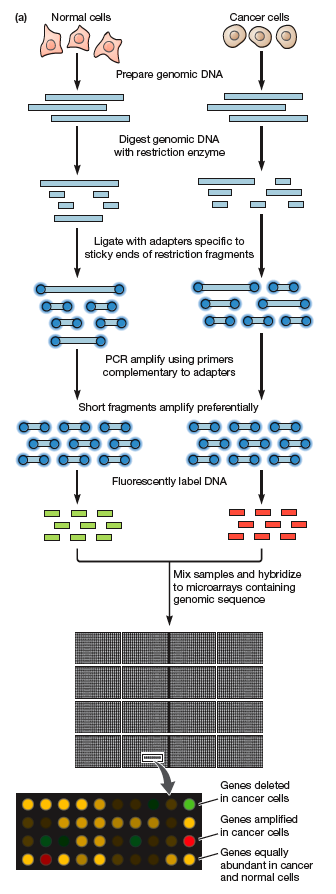 (a)
Normal cells
Cancer cells
Prepare genomic DNA
Digest genomic DNA
with restriction enzyme
Ligate with adapters specific to
sticky ends of restriction fragments
PCR amplify using primers
complementary to adapters
Short fragments amplify preferentially
Fluorescently label DNA
Mix samples and hybridize
to microarrays containing
genomic sequence
Genes deleted
in cancer cells
Genes amplified
in cancer cells
Genes equally
abundant in cancer
and normal cells